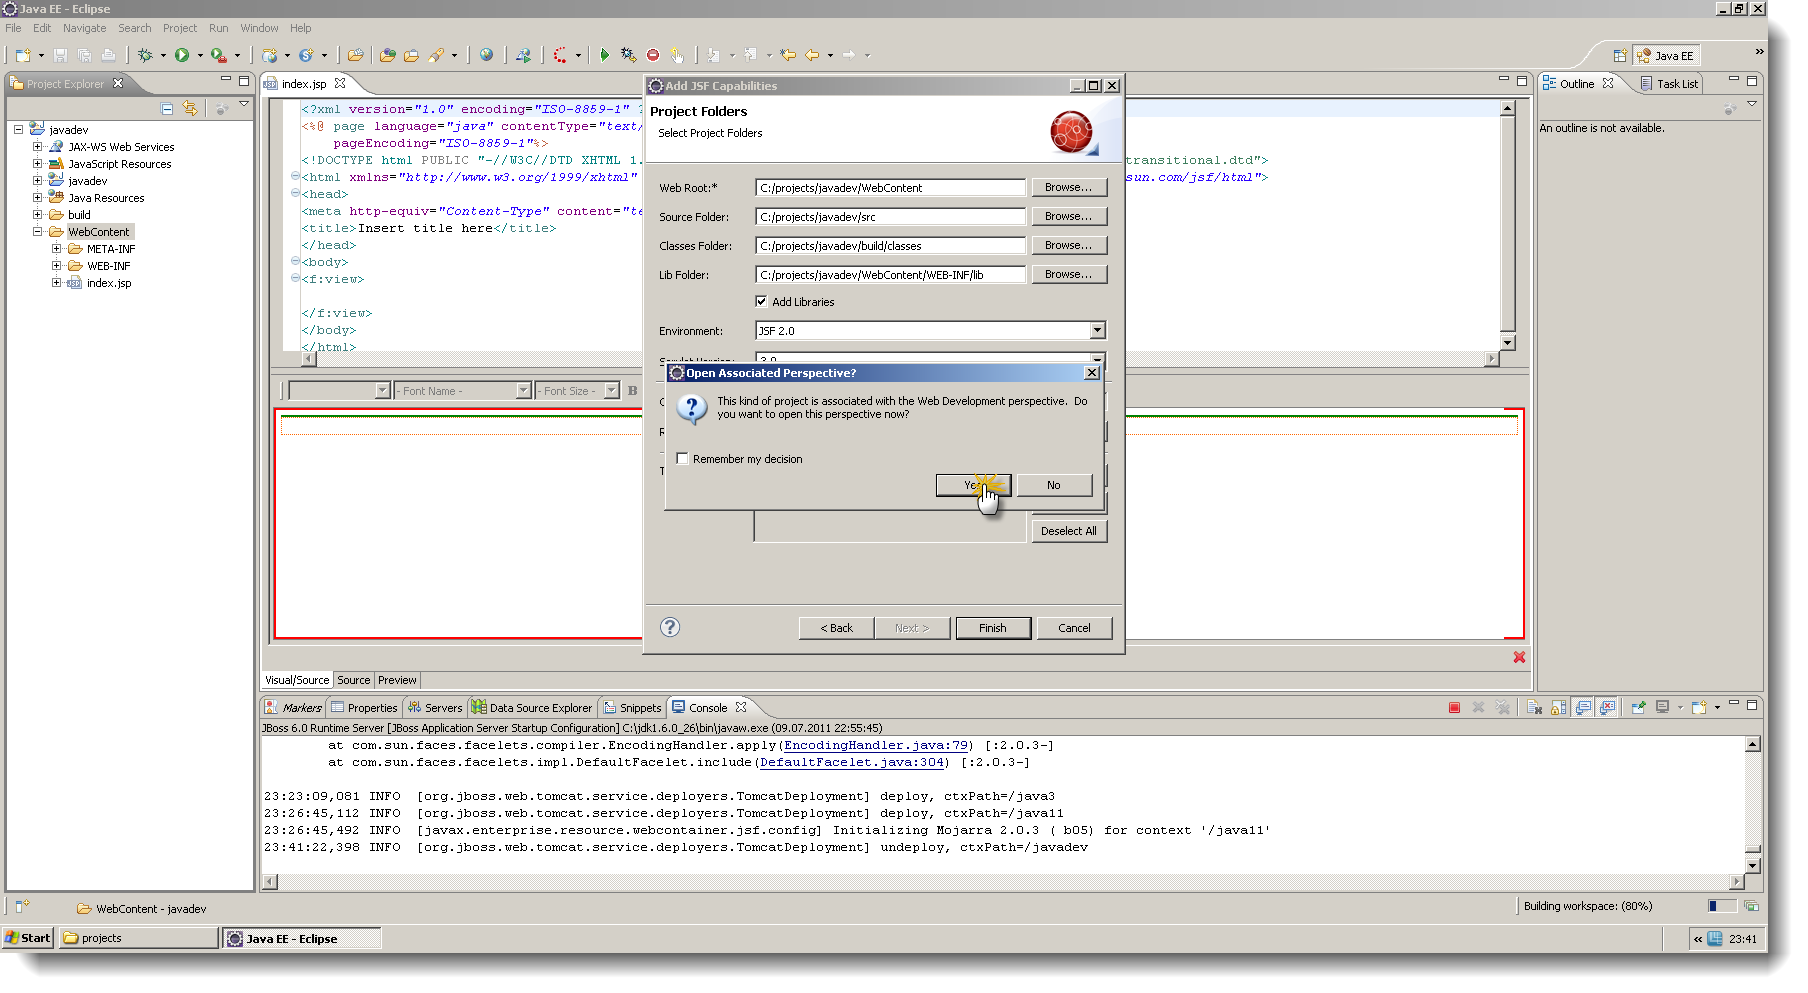 Java EE - Eclipse
File Edit Navigate Search Project Run Window Help
Java EE
Project Explorer
index.jsp
Outline
Task List
An outline is not available.
javadev
JAX-WS Web Services
JavaScript Resources
javadev
Java Resources
build
WebContent
META-INF
WEB-INF
index.jsp
<?xml version="1.0" encoding="ISO-8859-1" ?
<%@ page language="java" contentType="text/
pageEncoding="ISO-8859-1"%>
<!DOCTYPE html PUBLIC "-//W3C//DTD XHTML 1. transitional.dtd">
<html xmlns="http://www.w3.org/1999/xhtml" sun.com/jsf/html">
<head>
<meta http-equiv="Content-Type" content="te
<title>Insert title here</title>
</head>
<body>
<f:view>
</f:view>
</body>
</html>
- Font Name -
- Font Size -
B
Add JSF Capabilities
Project Folders
Select Project Folders
Web Root:* C:/projects/javadev/WebContent Browse...
Source Folder: C:/projects/javadev/src Browse...
Classes Folder: C:/projects/javadev/build/classes Browse...
Lib Folder: C:/projects/javadev/WebContent/WEB-INF/lib Browse...
Add Libraries
Environment: JSF 2.0
Open Associated Perspective?
This kind of project is associated with the Web Development perspective. Do
you want to open this perspective now?
Remember my decision
No
Deselect All
< Back Next > Finish Cancel
Visual/Source Source Preview
Markers Properties Servers Data Source Explorer Snippets Console
JBoss 6.0 Runtime Server [JBoss Application Server Startup Configuration] C:\jdk1.6.0_26\bin\javaw.exe (09.07.2011 22:55:45)
at com.sun.faces.facelets.compiler.EncodingHandler.apply(EncodingHandler.java:79) [:2.0.3-]
at com.sun.faces.facelets.impl.DefaultFacelet.include(DefaultFacelet.java:304) [:2.0.3-]
23:23:09,081 INFO [org.jboss.web.tomcat.service.deployers.TomcatDeployment] deploy, ctxPath=/java3
23:26:45,112 INFO [org.jboss.web.tomcat.service.deployers.TomcatDeployment] deploy, ctxPath=/java11
23:26:45,492 INFO [javax.enterprise.resource.webcontainer.jsf.config] Initializing Mojarra 2.0.3 ( b05) for context '/java11'
23:41:22,398 INFO [org.jboss.web.tomcat.service.deployers.TomcatDeployment] undeploy, ctxPath=/javadev
WebContent - javadev
Building workspace: (80%)
Start
projects
Java EE - Eclipse
23:41